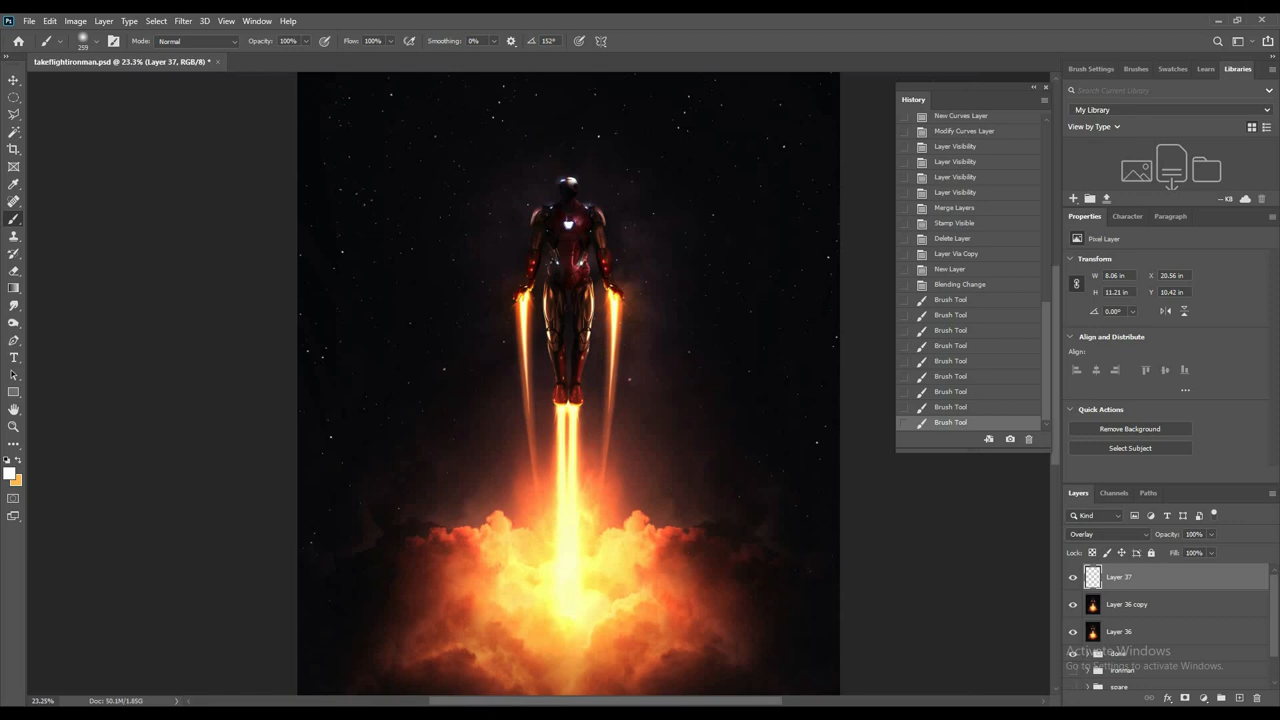 Ps File Edit Image Layer Type Select Filter 3D View Window Help
259 Mode: Normal Opacity: 100% Flow: 100% Smoothing: 0% 152°
takeflightironman.psd @ 23.3% (Layer 37, RGB/8) * ×
Brush Settings Brushes Swatches Learn Libraries
Search Current Library
My Library
View by Type
-- KB
History
New Curves Layer
Modify Curves Layer
Layer Visibility
Layer Visibility
Layer Visibility
Layer Visibility
Merge Layers
Stamp Visible
Delete Layer
Layer Via Copy
New Layer
Blending Change
Brush Tool
Brush Tool
Brush Tool
Brush Tool
Brush Tool
Brush Tool
Brush Tool
Brush Tool
Brush Tool
Properties Character Paragraph
Pixel Layer
Transform
W 8.06 in X 20.56 in
H 11.21 in Y 10.42 in
0.00°
Align and Distribute
Align:
Quick Actions
Remove Background
Select Subject
Layers Channels Paths
Kind
Overlay Opacity: 100%
Lock: Fill: 100%
Layer 37
Layer 36 copy
Layer 36
done
ironman
spare
Activate Windows
Go to Settings to activate Windows.
23.25% Doc: 50.1M/1.85G